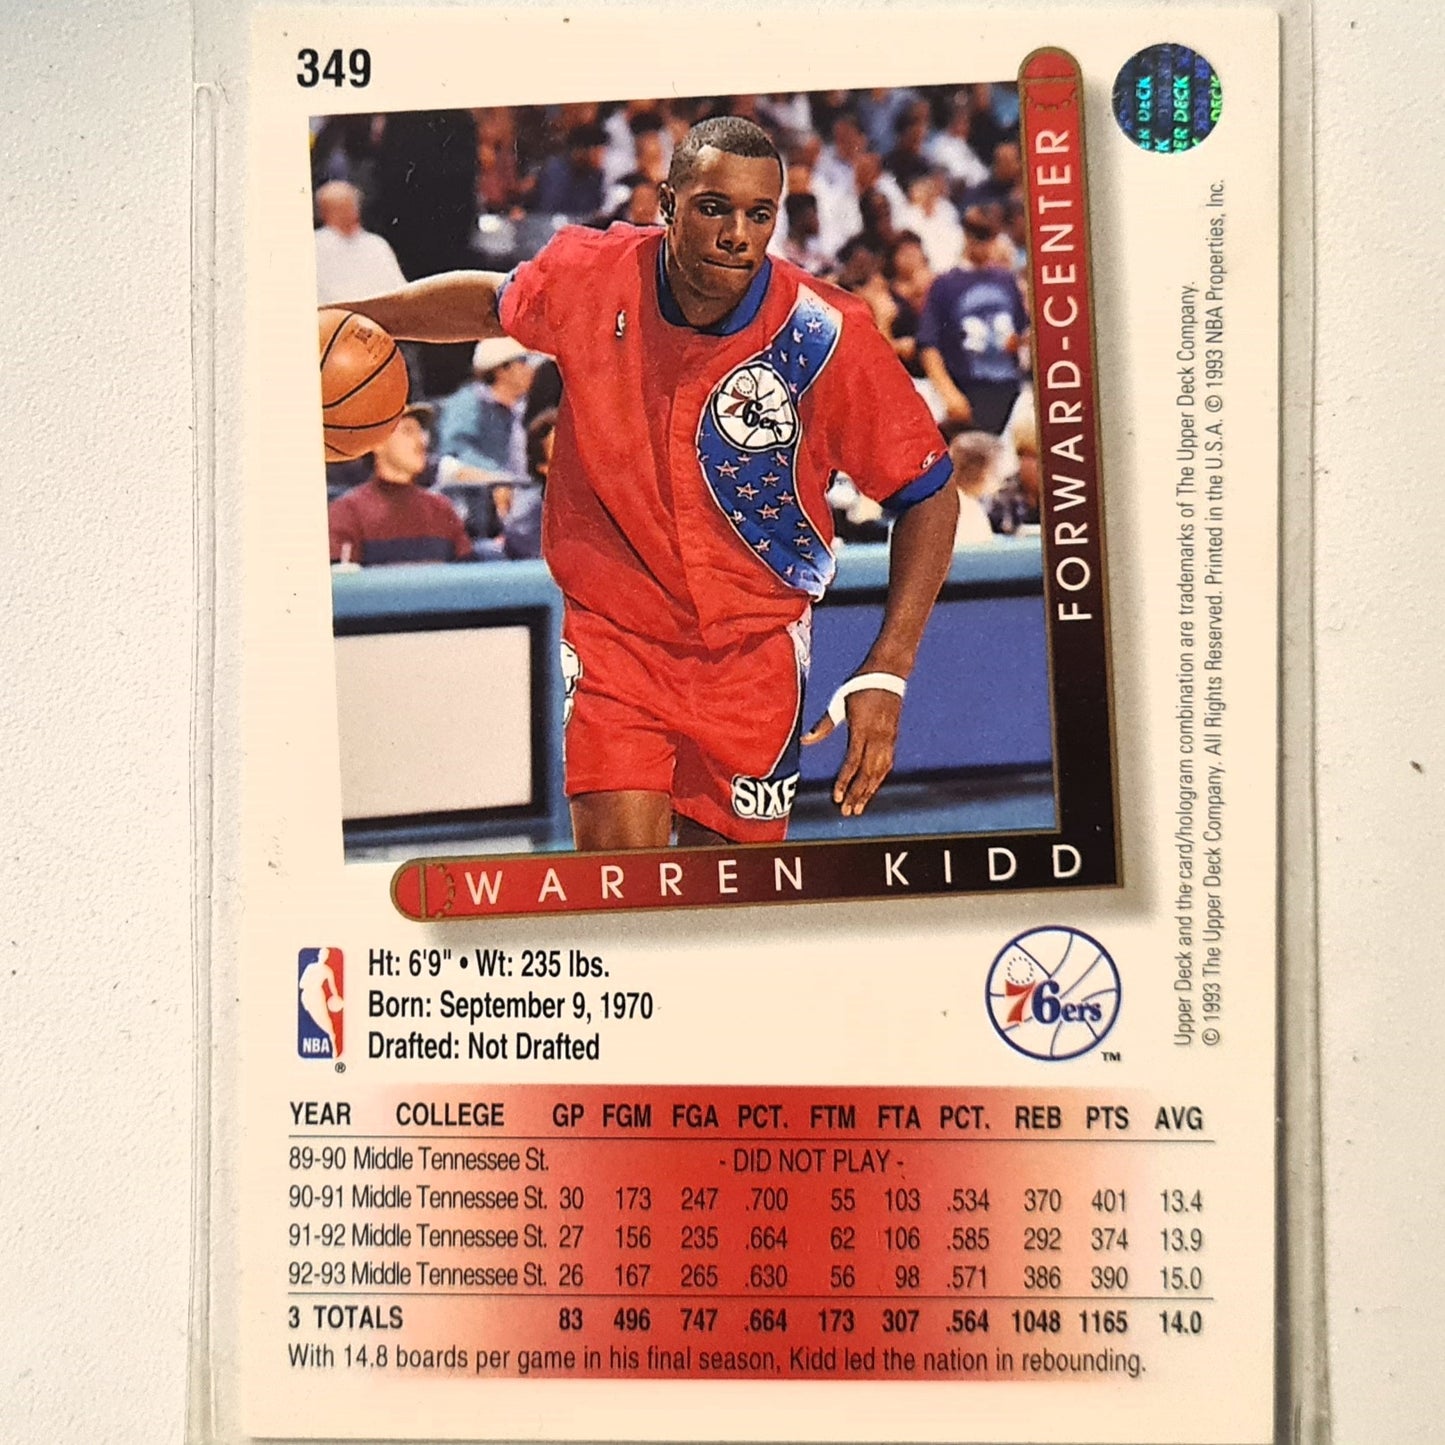 349
FORWARD-CENTER
UPPER DECK
76ers
SIXE
WARREN KIDD
Ht: 6'9" • Wt: 235 lbs.
Born: September 9, 1970
Drafted: Not Drafted
NBA ®
76ers TM
Upper Deck and the card/hologram combination are trademarks of The Upper Deck Company.
© 1993 The Upper Deck Company. All Rights Reserved. Printed in the U.S.A. © 1993 NBA Properties, Inc.
YEAR COLLEGE GP FGM FGA PCT. FTM FTA PCT. REB PTS AVG
89-90 Middle Tennessee St. - DID NOT PLAY -
90-91 Middle Tennessee St. 30 173 247 .700 55 103 .534 370 401 13.4
91-92 Middle Tennessee St. 27 156 235 .664 62 106 .585 292 374 13.9
92-93 Middle Tennessee St. 26 167 265 .630 56 98 .571 386 390 15.0
3 TOTALS 83 496 747 .664 173 307 .564 1048 1165 14.0
With 14.8 boards per game in his final season, Kidd led the nation in rebounding.